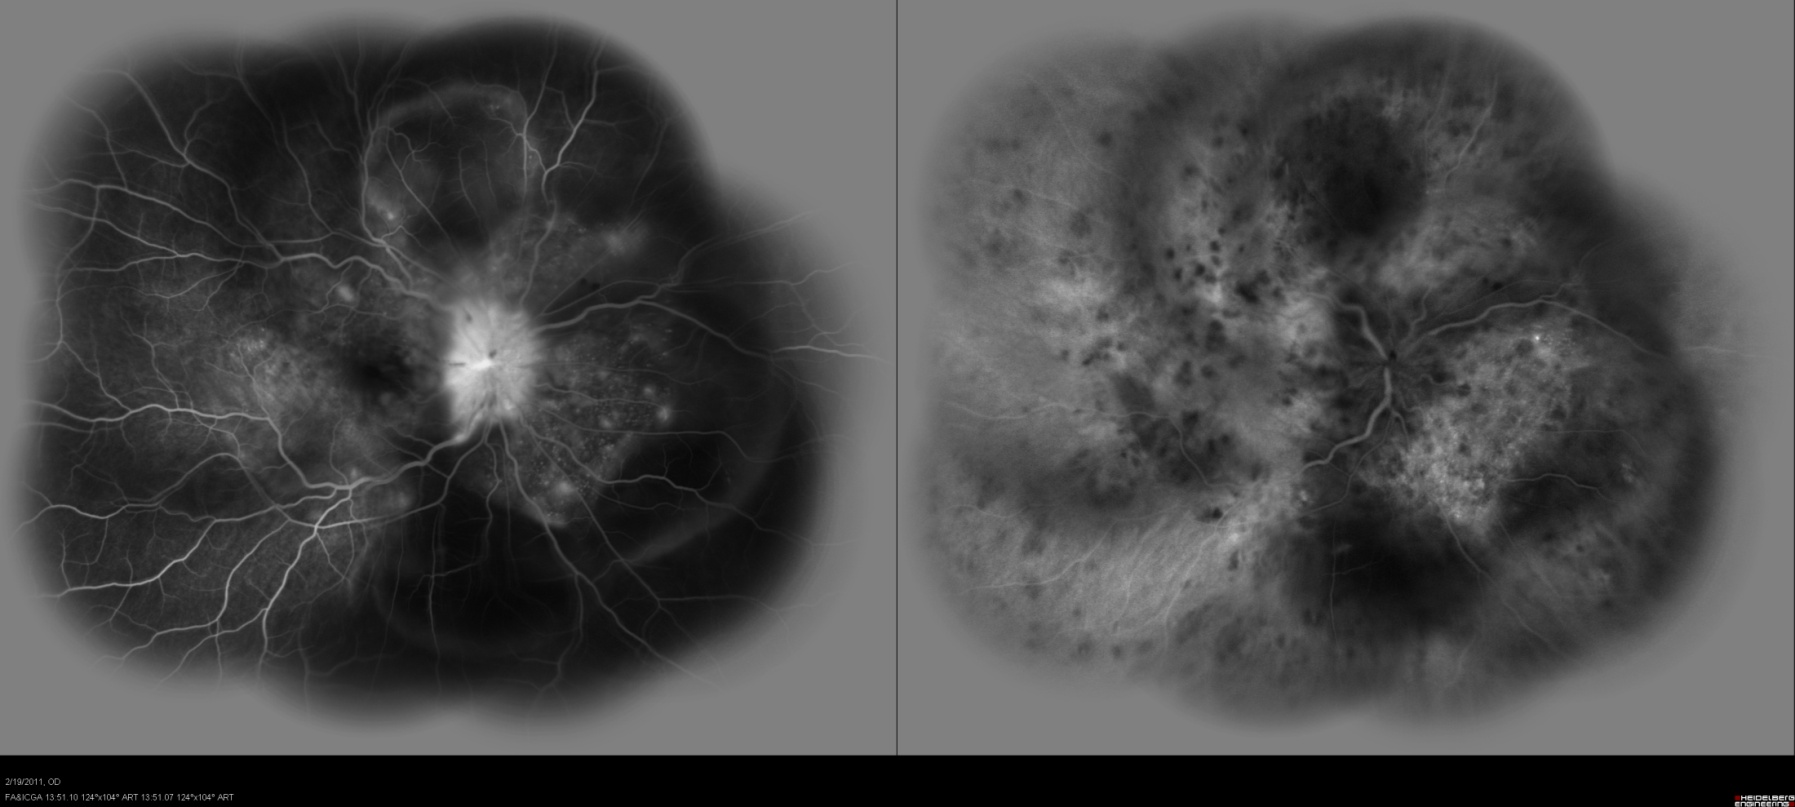 2/19/2011, OD
FA&ICGA 13:51.10 124°x104° ART 13:51.07 124°x104° ART
HEIDELBERG
ENGINEERING